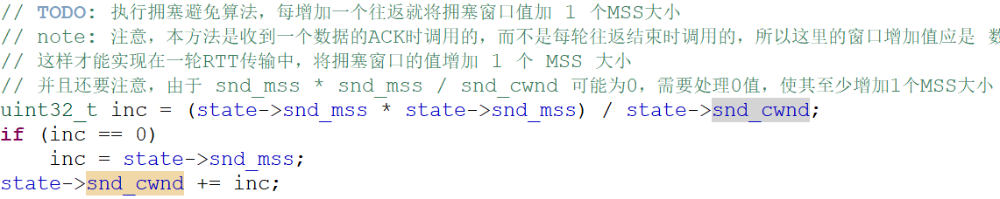 // TODO: 执行拥塞避免算法，每增加一个往返就将拥塞窗口值加 1 个MSS大小
// note: 注意，本方法是收到一个数据的ACK时调用的，而不是每轮往返结束时调用的，所以这里的窗口增加值应是 数
// 这样才能实现在一轮RTT传输中，将拥塞窗口的值增加 1 个 MSS 大小
// 并且还要注意，由于 snd_mss * snd_mss / snd_cwnd 可能为0，需要处理0值，使其至少增加1个MSS大小
uint32_t inc = (state->snd_mss * state->snd_mss) / state->snd_cwnd;
if (inc == 0)
    inc = state->snd_mss;
state->snd_cwnd += inc;